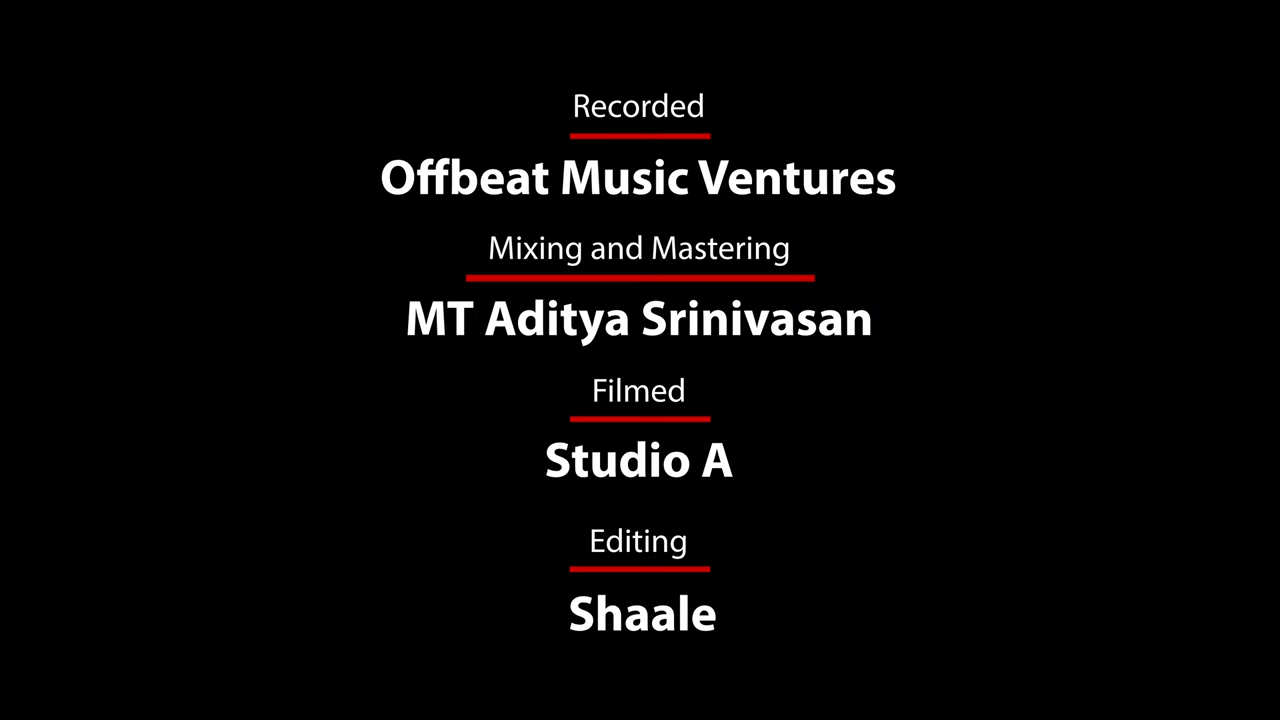 Recorded
Offbeat Music Ventures
Mixing and Mastering
MT Aditya Srinivasan
Filmed
Studio A
Editing
Shaale